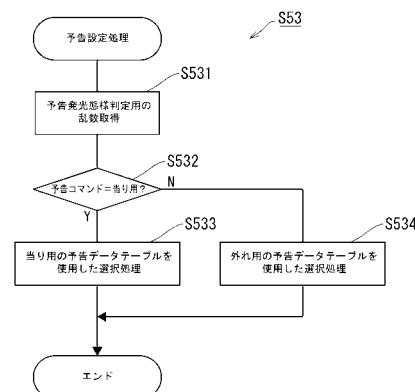 予告設定処理
S53
S531
予告発光態様判定用の
乱数取得
S532
予告コマンド=当り用?
N
Y
S533
当り用の予告データテーブルを
使用した選択処理
S534
外れ用の予告データテーブルを
使用した選択処理
エンド